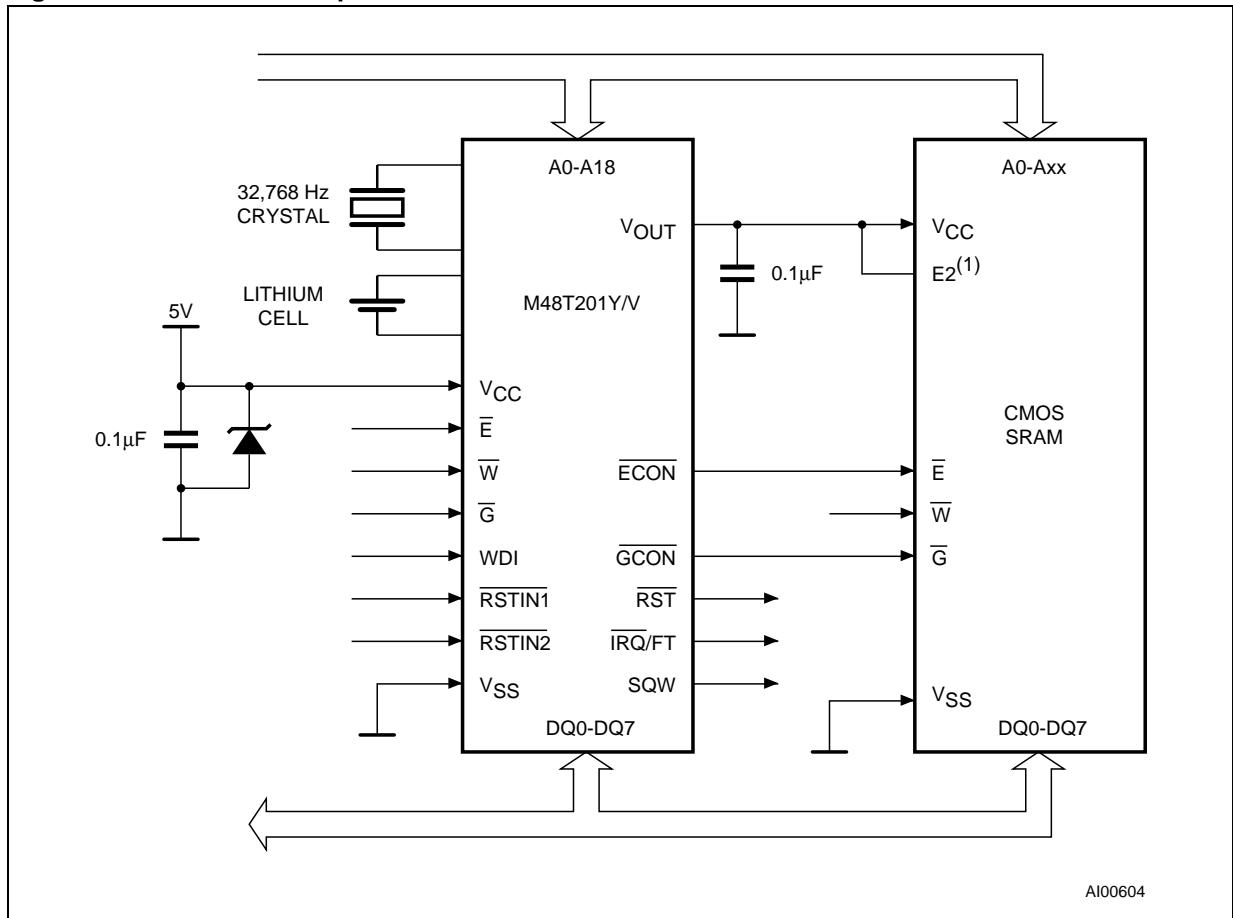 A0-A18
A0-Axx
32,768 Hz
CRYSTAL
VOUT
VCC
0.1µF
E2(1)
LITHIUM
CELL
M48T201Y/V
5V
VCC
0.1µF
E
CMOS
SRAM
W
ECON
E
G
W
WDI
GCON
G
RSTIN1
RST
RSTIN2
IRQ/FT
VSS
SQW
VSS
DQ0-DQ7
DQ0-DQ7
AI00604